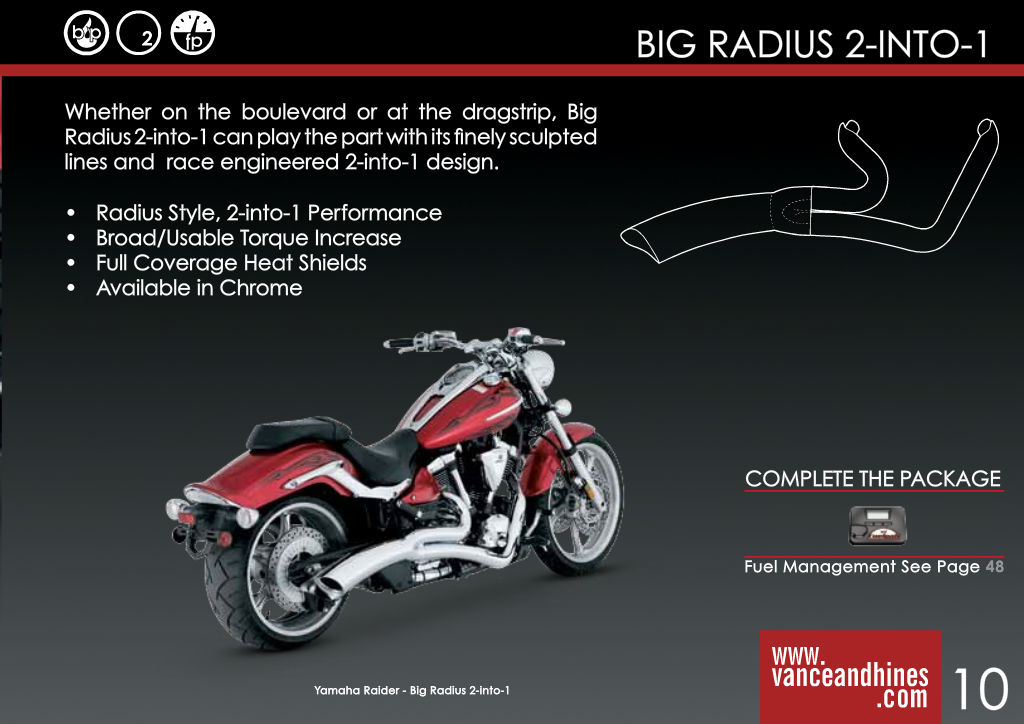 btp
2
fp
BIG RADIUS 2-INTO-1
Whether on the boulevard or at the dragstrip, Big
Radius 2-into-1 can play the part with its finely sculpted
lines and race engineered 2-into-1 design.
• Radius Style, 2-into-1 Performance
• Broad/Usable Torque Increase
• Full Coverage Heat Shields
• Available in Chrome
COMPLETE THE PACKAGE
Fuel Management See Page 48
Yamaha Raider - Big Radius 2-into-1
www.
vanceandhines
.com
10